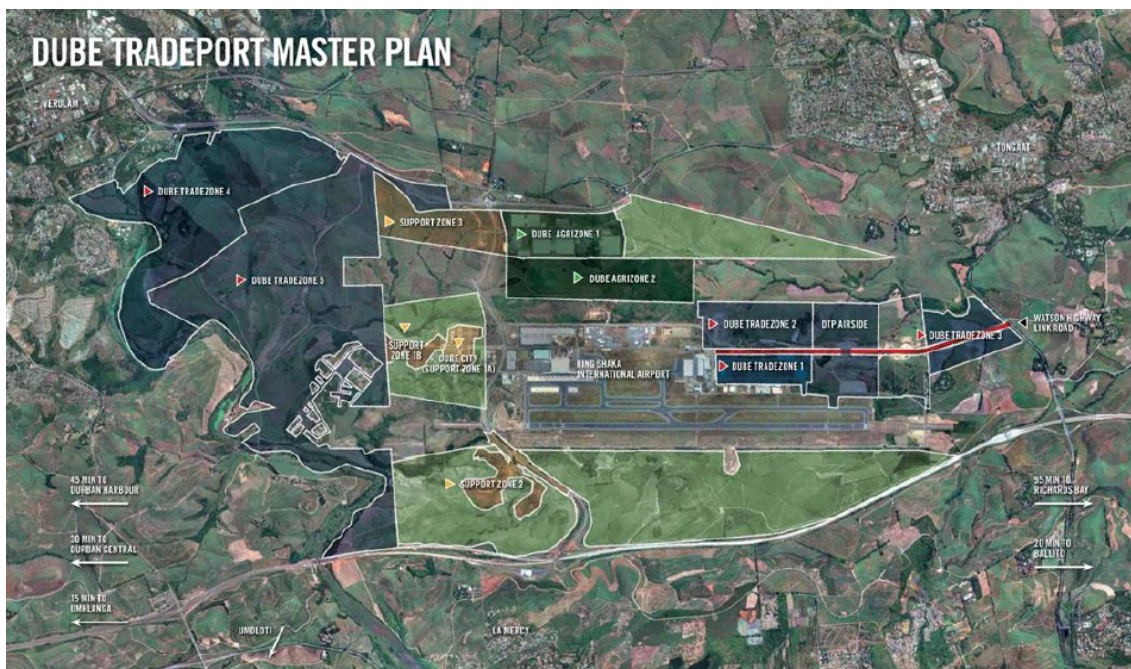 DUBE TRADEPORT MASTER PLAN
VERULAM
TONGAAT
DUBE TRADEZONE 4
SUPPORT ZONE 3
DUBE AGRIZONE 1
DUBE TRADEZONE 5
DUBE AGRIZONE 2
WATSON HIGHWAY
LINK ROAD
DUBE TRADEZONE 2
DTP AIRSIDE
DUBE TRADEZONE 3
SUPPORT
ZONE 1B
DUBE CITY
(SUPPORT ZONE 1A)
KING SHAKA
INTERNATIONAL AIRPORT
DUBE TRADEZONE 1
SUPPORT ZONE 2
45 MIN TO
DURBAN HARBOUR
30 MIN TO
DURBAN CENTRAL
15 MIN TO
UMHLANGA
95 MIN TO
RICHARDS BAY
20 MIN TO
BALLITO
UMDLOTI
LA MERCY